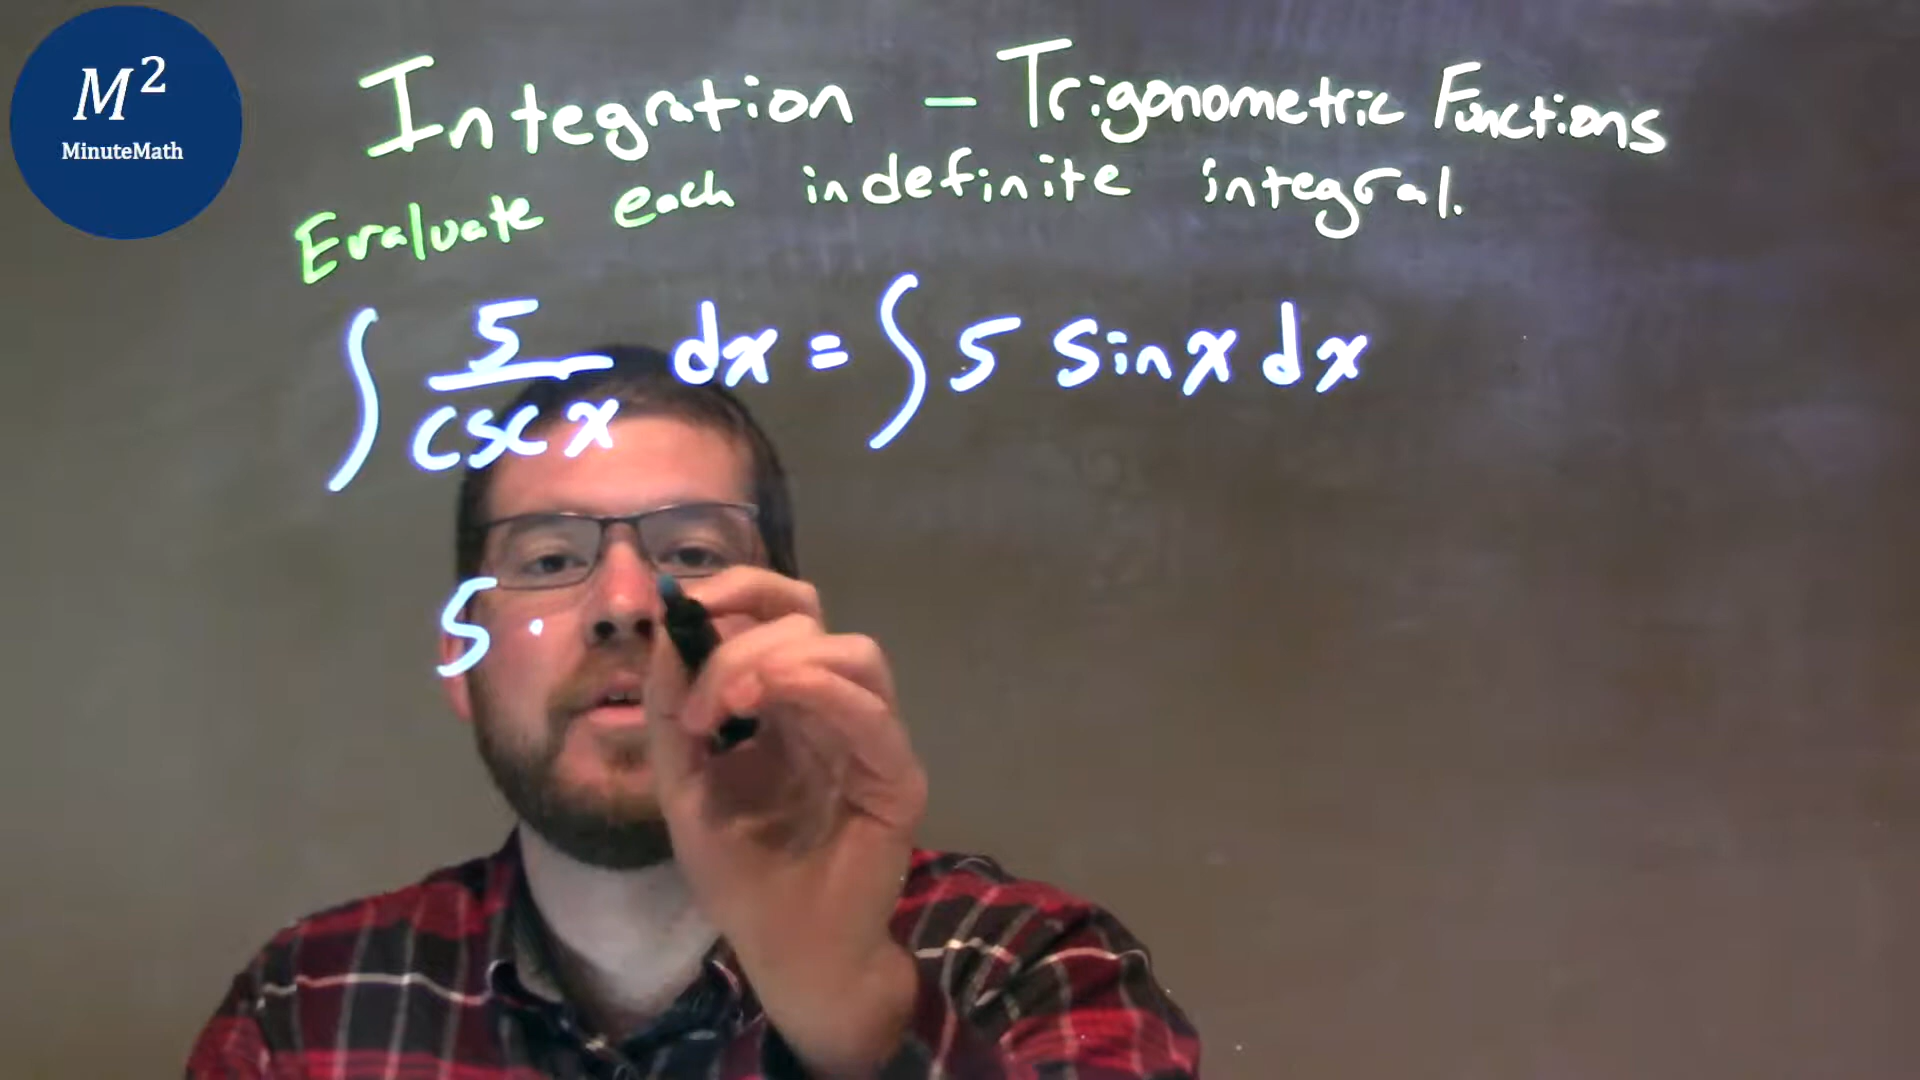 M²
MinuteMath
Integration - Trigonometric Functions
Evaluate each indefinite integral.
∫ 5/csc x dx = ∫ 5 sin x dx
5 ·